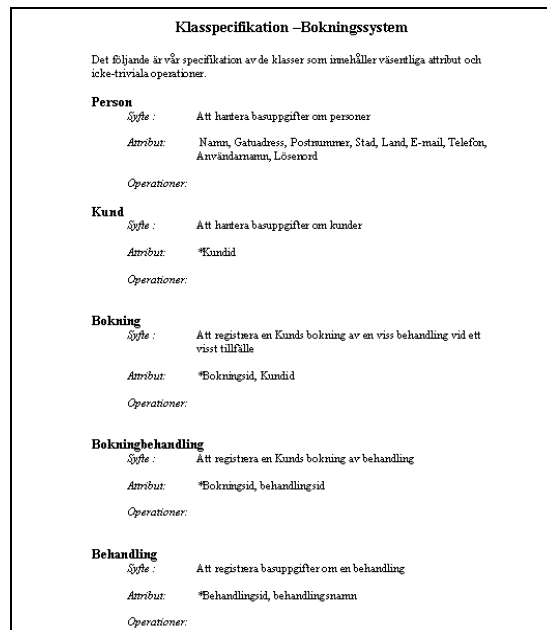 Klasspecifikation –Bokningssystem
Det följande är vår specifikation av de klasser som innehåller väsentliga attribut och
icke-triviala operationer.
Person
Syfte : Att hantera basuppgifter om personer
Attribut: Namn, Gatuadress, Postnummer, Stad, Land, E-mail, Telefon,
Användarnamn, Lösenord
Operationer:
Kund
Syfte : Att hantera basuppgifter om kunder
Attribut: *Kundid
Operationer:
Bokning
Syfte : Att registrera en Kunds bokning av en viss behandling vid ett
visst tillfälle
Attribut: *Bokningsid, Kundid
Operationer:
Bokningbehandling
Syfte : Att registrera en Kunds bokning av behandling
Attribut: *Bokningsid, behandlingsid
Operationer:
Behandling
Syfte : Att registrera basuppgifter om en behandling
Attribut: *Behandlingsid, behandlingsnamn
Operationer: